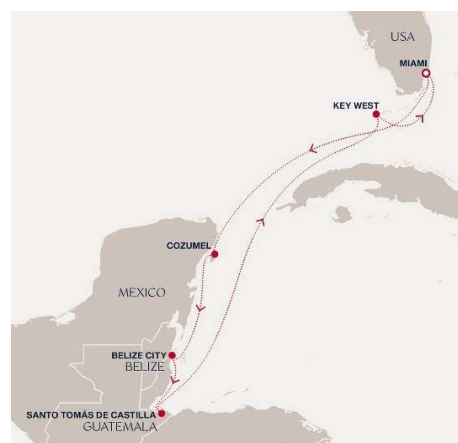 USA
MIAMI
KEY WEST
COZUMEL
MEXICO
BELIZE CITY
BELIZE
SANTO TOMÁS DE CASTILLA
GUATEMALA